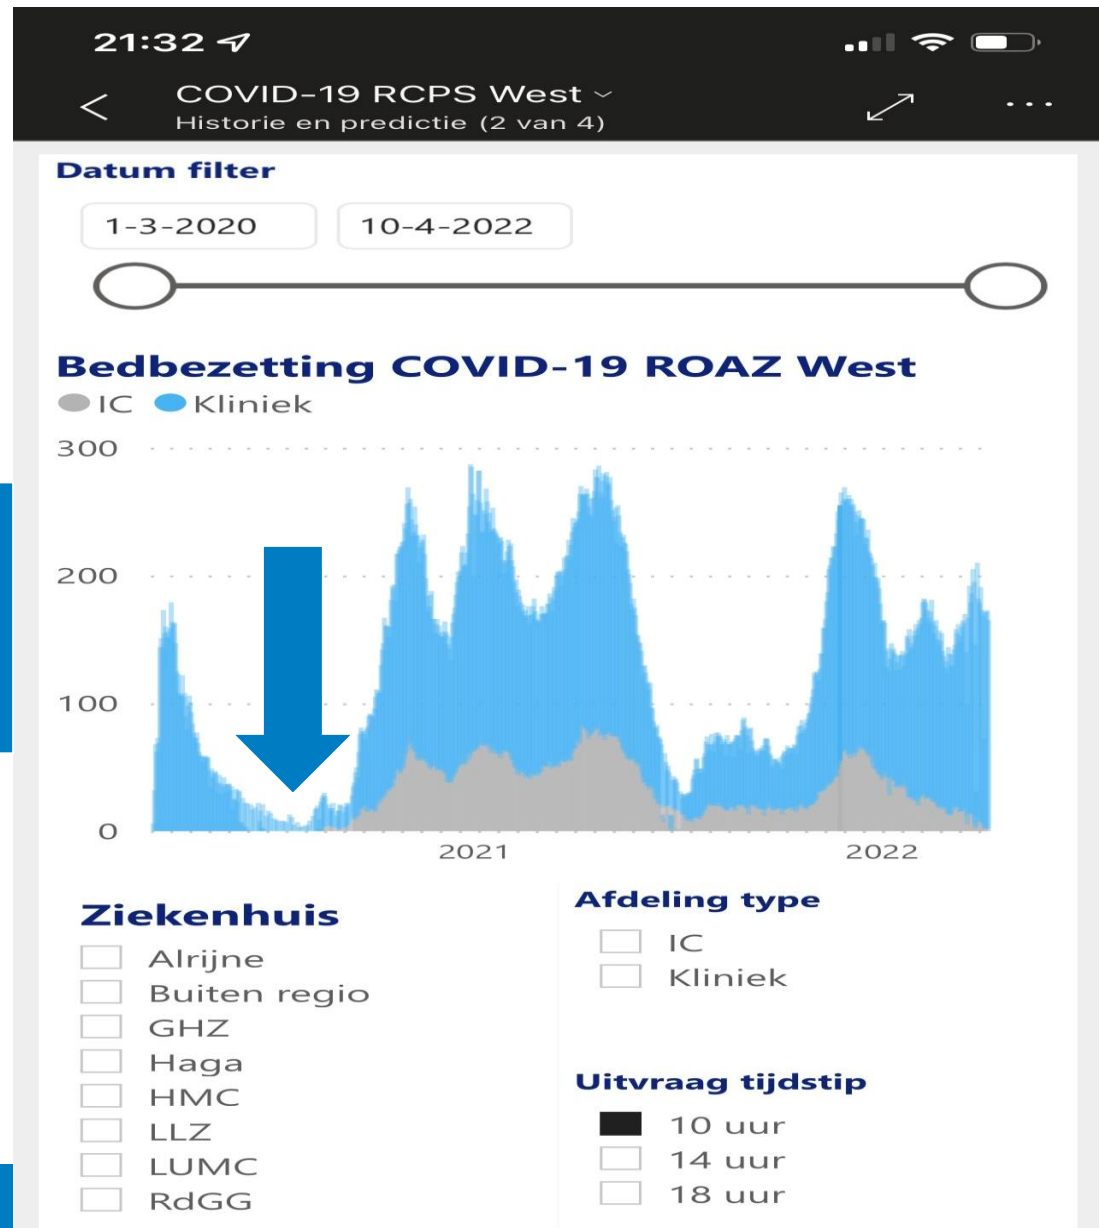 21:32
COVID-19 RCPS West
Historie en predictie (2 van 4)
Datum filter
1-3-2020
10-4-2022
Bedbezetting COVID-19 ROAZ West
IC Kliniek
300
200
100
0
2021 2022
Ziekenhuis
Alrijne
Buiten regio
GHZ
Haga
HMC
LLZ
LUMC
RdGG
Afdeling type
IC
Kliniek
Uitvraag tijdstip
10 uur
14 uur
18 uur